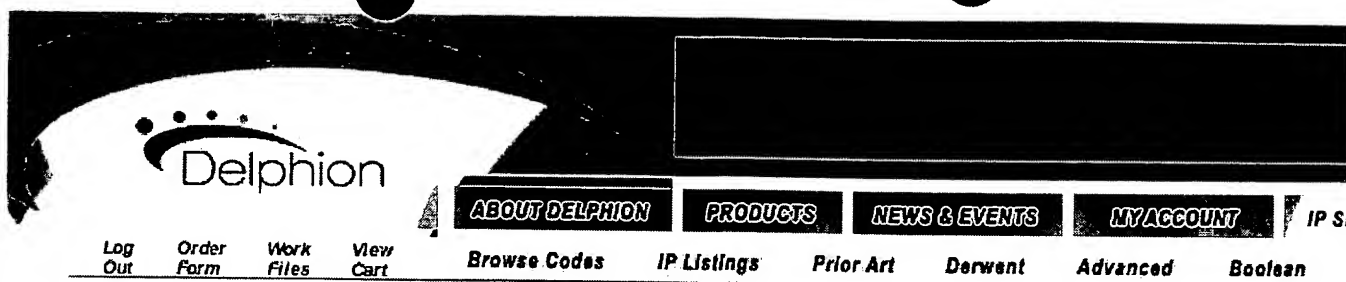 Delphion
ABOUT DELPHION PRODUCTS NEWS & EVENTS MY ACCOUNT IP
Log Out Order Form Work Files View Cart
Browse Codes IP Listings Prior Art Derwent Advanced Boolean